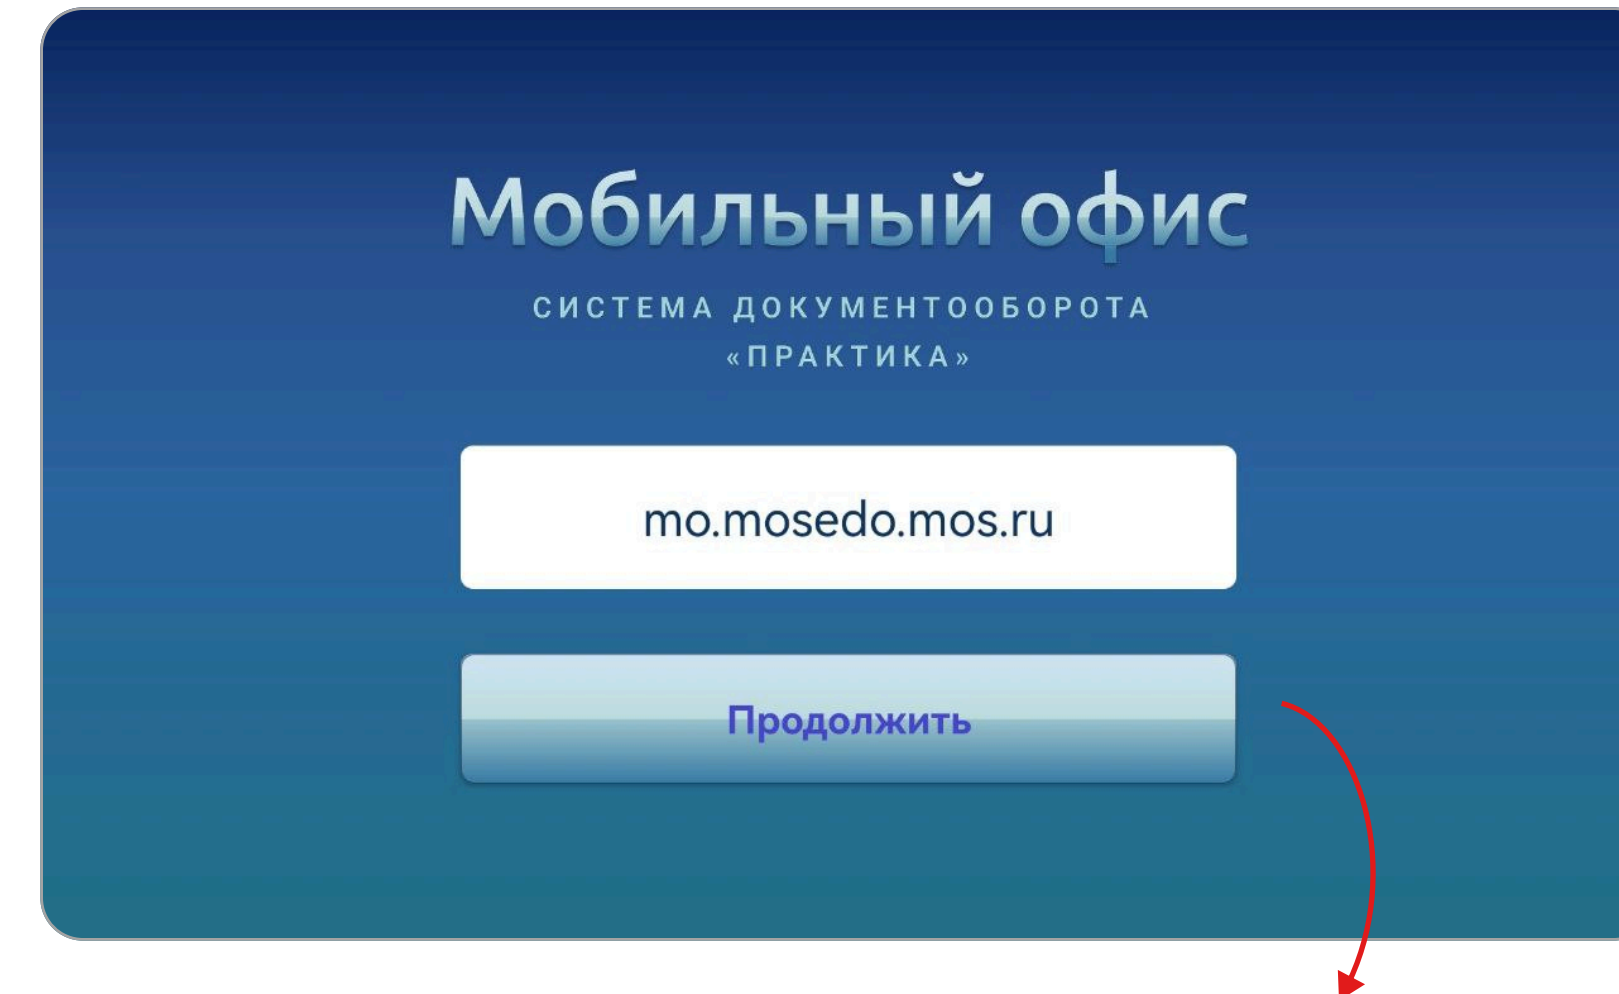 Мобильный офис
СИСТЕМА ДОКУМЕНТООБОРОТА
«ПРАКТИКА»
mo.mosedo.mos.ru
Продолжить